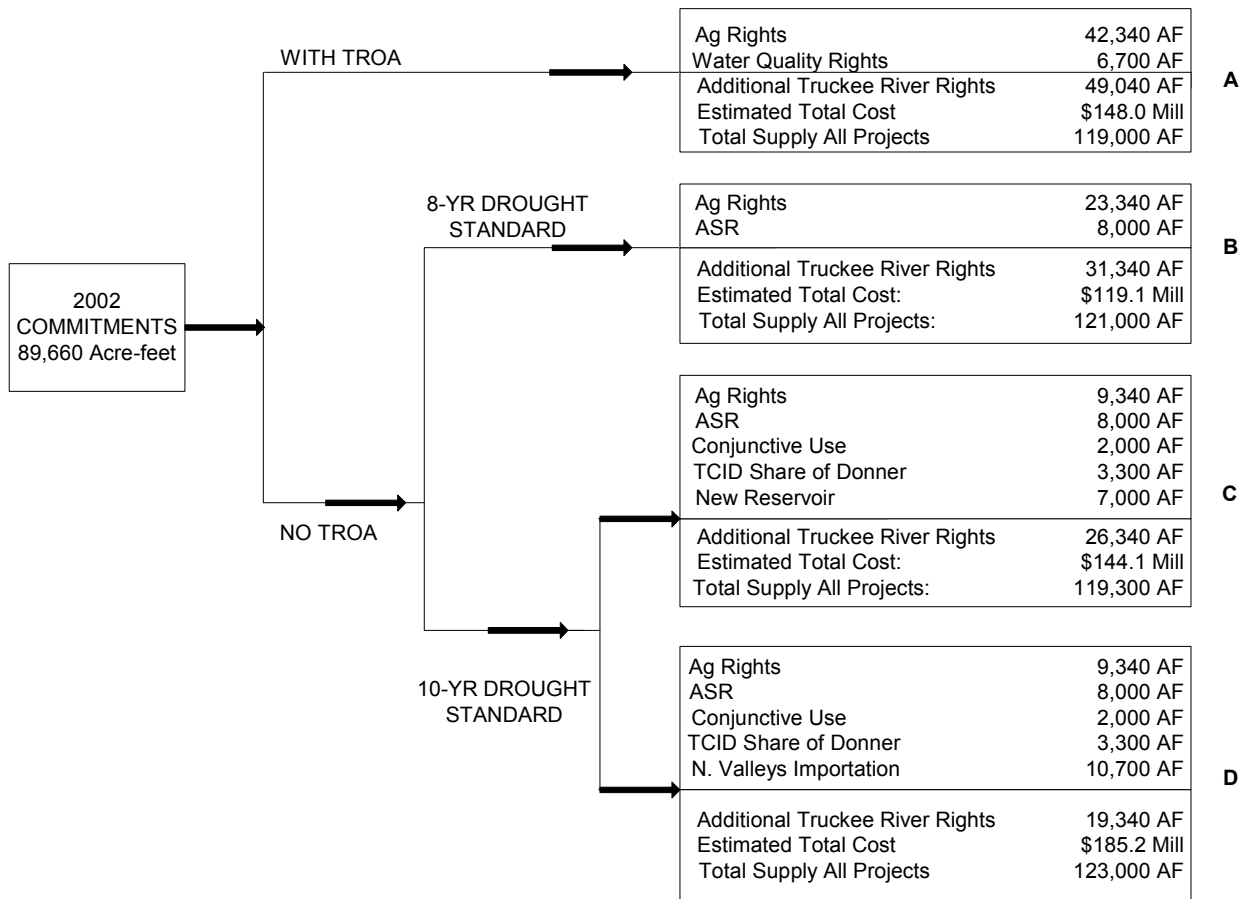 WITH TROA
Ag Rights 42,340 AF
Water Quality Rights 6,700 AF
Additional Truckee River Rights 49,040 AF
Estimated Total Cost $148.0 Mill
Total Supply All Projects 119,000 AF
A
8-YR DROUGHT
STANDARD
Ag Rights 23,340 AF
ASR 8,000 AF
Additional Truckee River Rights 31,340 AF
Estimated Total Cost: $119.1 Mill
Total Supply All Projects: 121,000 AF
B
2002
COMMITMENTS
89,660 Acre-feet
NO TROA
Ag Rights 9,340 AF
ASR 8,000 AF
Conjunctive Use 2,000 AF
TCID Share of Donner 3,300 AF
New Reservoir 7,000 AF
Additional Truckee River Rights 26,340 AF
Estimated Total Cost: $144.1 Mill
Total Supply All Projects: 119,300 AF
C
10-YR DROUGHT
STANDARD
Ag Rights 9,340 AF
ASR 8,000 AF
Conjunctive Use 2,000 AF
TCID Share of Donner 3,300 AF
N. Valleys Importation 10,700 AF
Additional Truckee River Rights 19,340 AF
Estimated Total Cost $185.2 Mill
Total Supply All Projects 123,000 AF
D